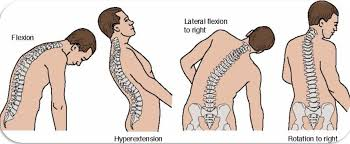 Flexion
Hyperextension
Lateral flexion
to right
Rotation to right